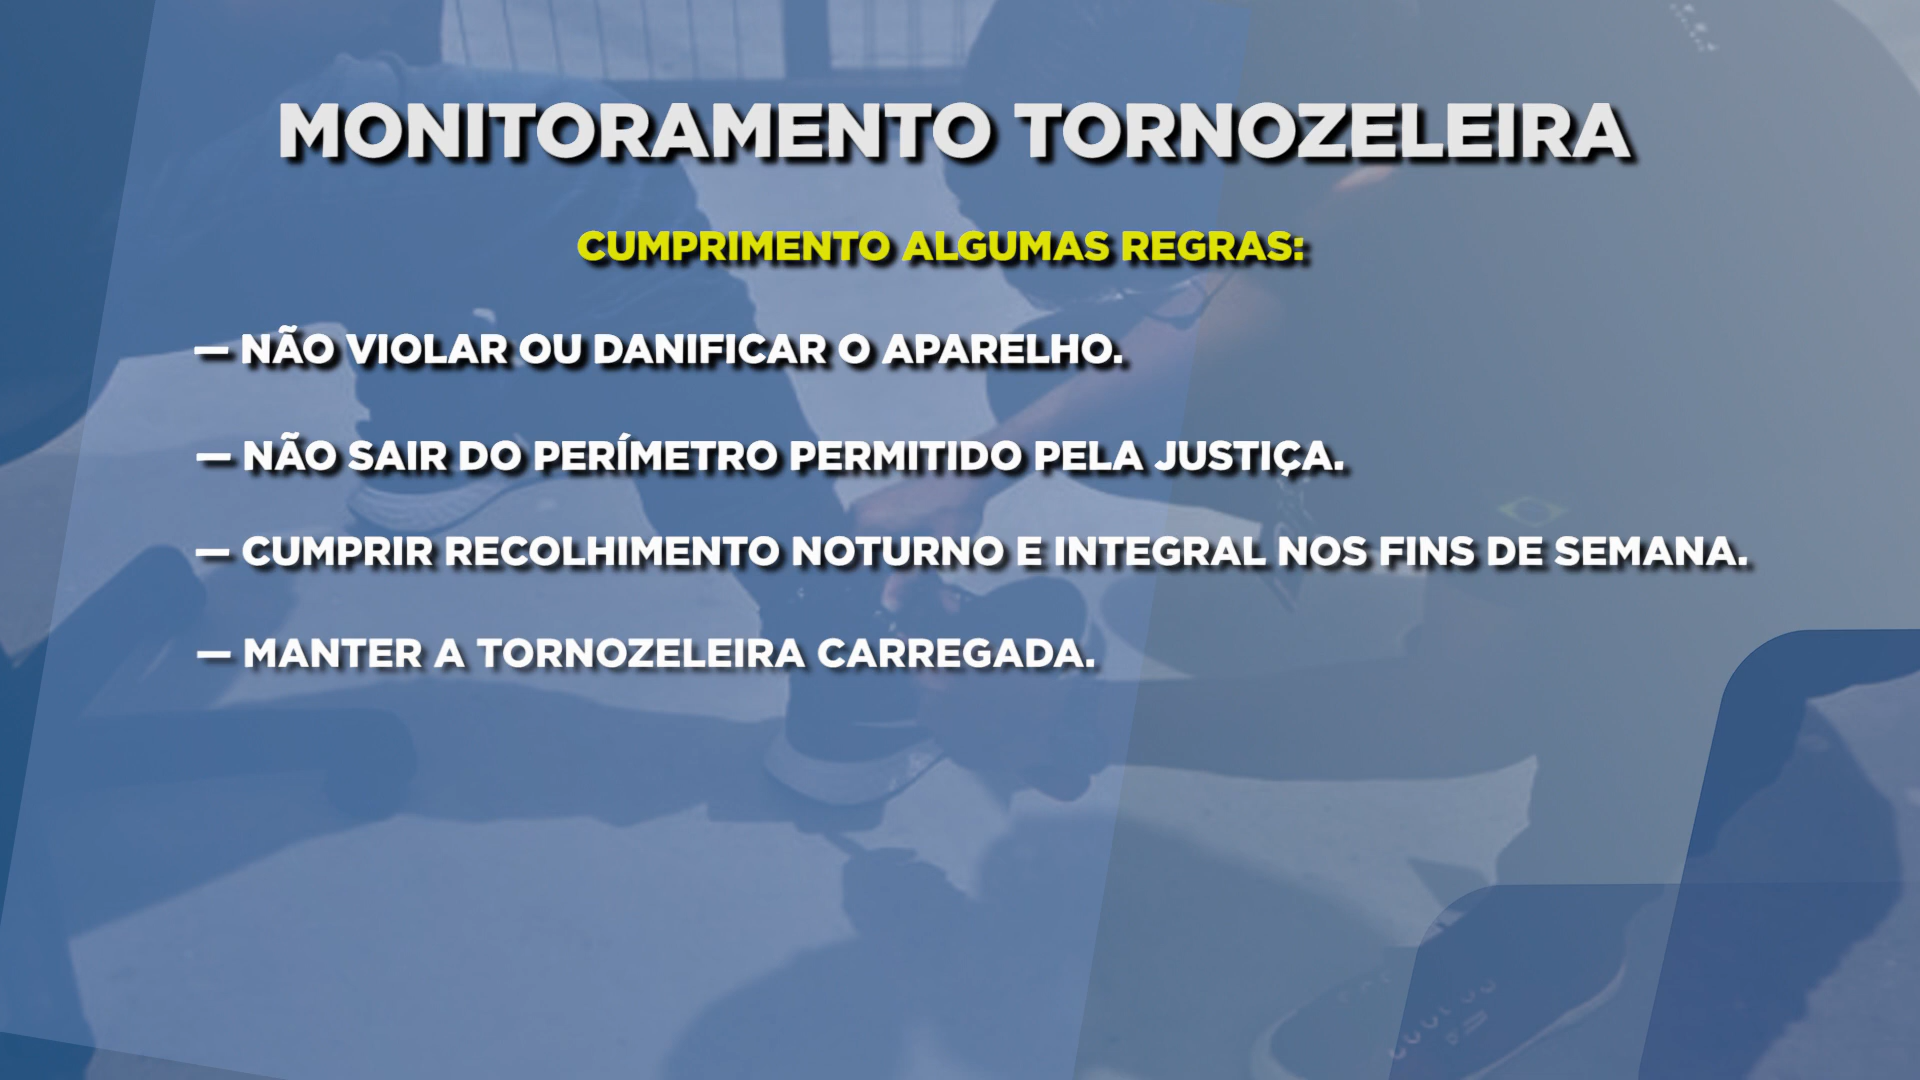 MONITORAMENTO TORNOZELEIRA
CUMPRIMENTO ALGUMAS REGRAS:
— NÃO VIOLAR OU DANIFICAR O APARELHO.
— NÃO SAIR DO PERÍMETRO PERMITIDO PELA JUSTIÇA.
— CUMPRIR RECOLHIMENTO NOTURNO E INTEGRAL NOS FINS DE SEMANA.
— MANTER A TORNOZELEIRA CARREGADA.